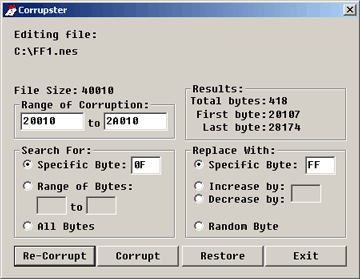 Corrupster
Editing file:
C:\FF1.nes
File Size: 40010
Range of Corruption:
20010 to 2A010
Results:
Total bytes: 418
First byte: 20107
Last byte: 28174
Search For:
Specific Byte: 0F
Range of Bytes:
to
All Bytes
Replace With:
Specific Byte: FF
Increase by:
Decrease by:
Random Byte
Re-Corrupt Corrupt Restore Exit